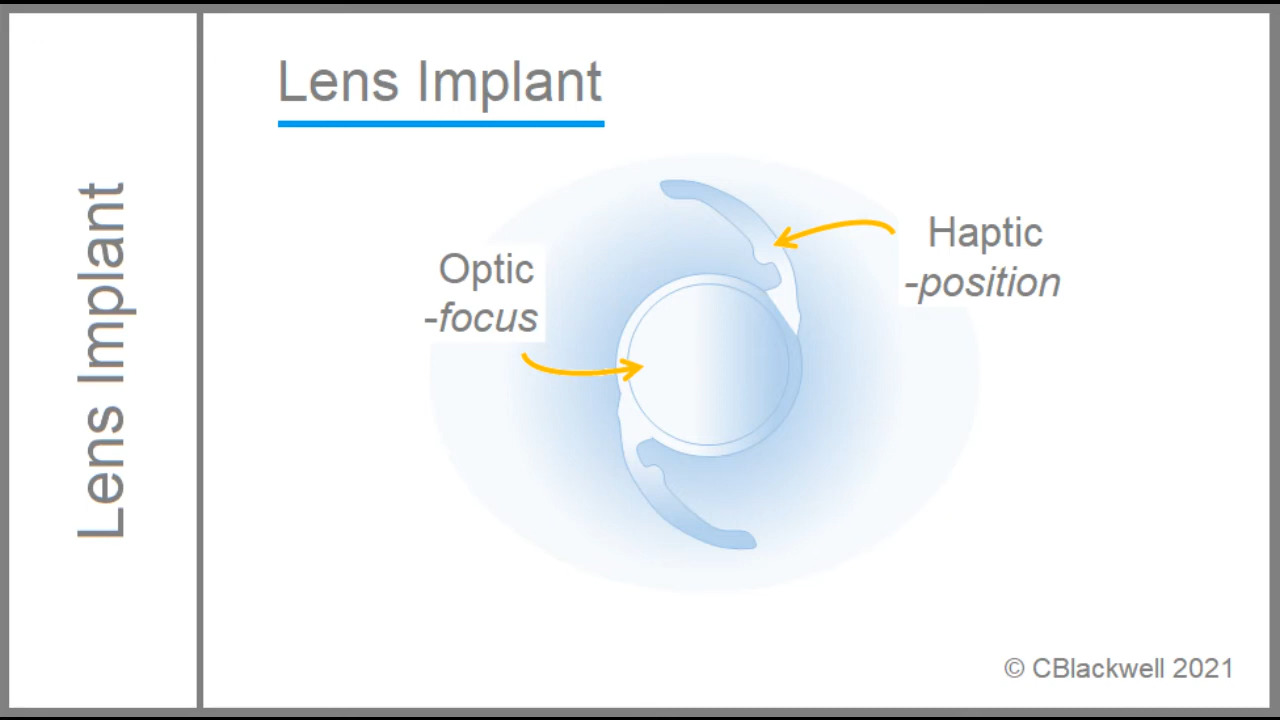 Lens Implant
Lens Implant
Optic
-focus
Haptic
-position
© CBlackwell 2021